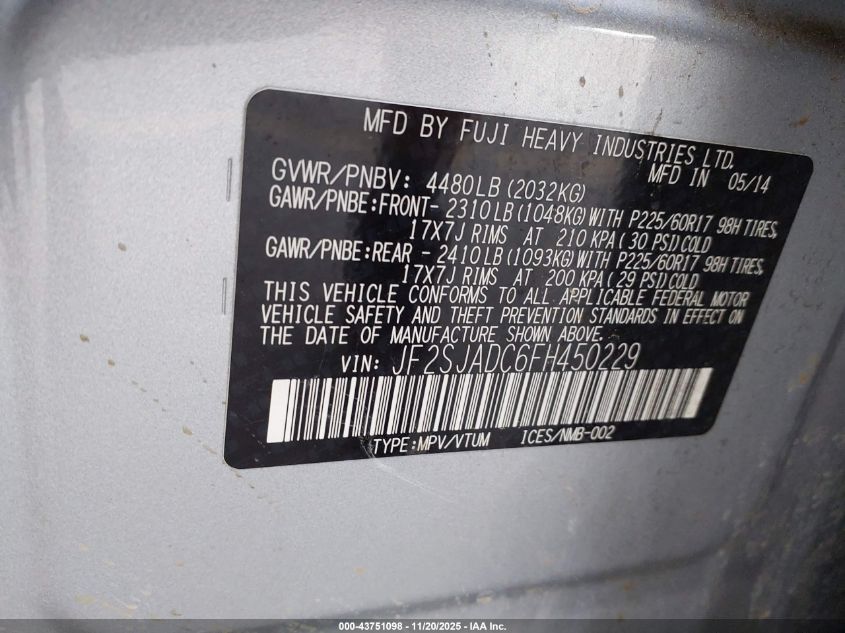 MFD BY FUJI HEAVY INDUSTRIES LTD.
MFD IN 05/14
GVWR/PNBV: 4480LB(2032KG)
GAWR/PNBE:FRONT- 2310LB(1048KG)WITH P225/60R17 98H TIRES,
17X7J RIMS AT 210 KPA(30 PSI)COLD
GAWR/PNBE:REAR - 2410LB(1093KG)WITH P225/60R17 98H TIRES,
17X7J RIMS AT 200 KPA(29 PSI)COLD
THIS VEHICLE CONFORMS TO ALL APPLICABLE FEDERAL MOTOR
VEHICLE SAFETY AND THEFT PREVENTION STANDARDS IN EFFECT ON
THE DATE OF MANUFACTURE SHOWN ABOVE.
VIN: JF2SJADC6FH450229
TYPE:MPV/VTUM ICES/NMB-002
000-43751098 - 11/20/2025 - IAA Inc.